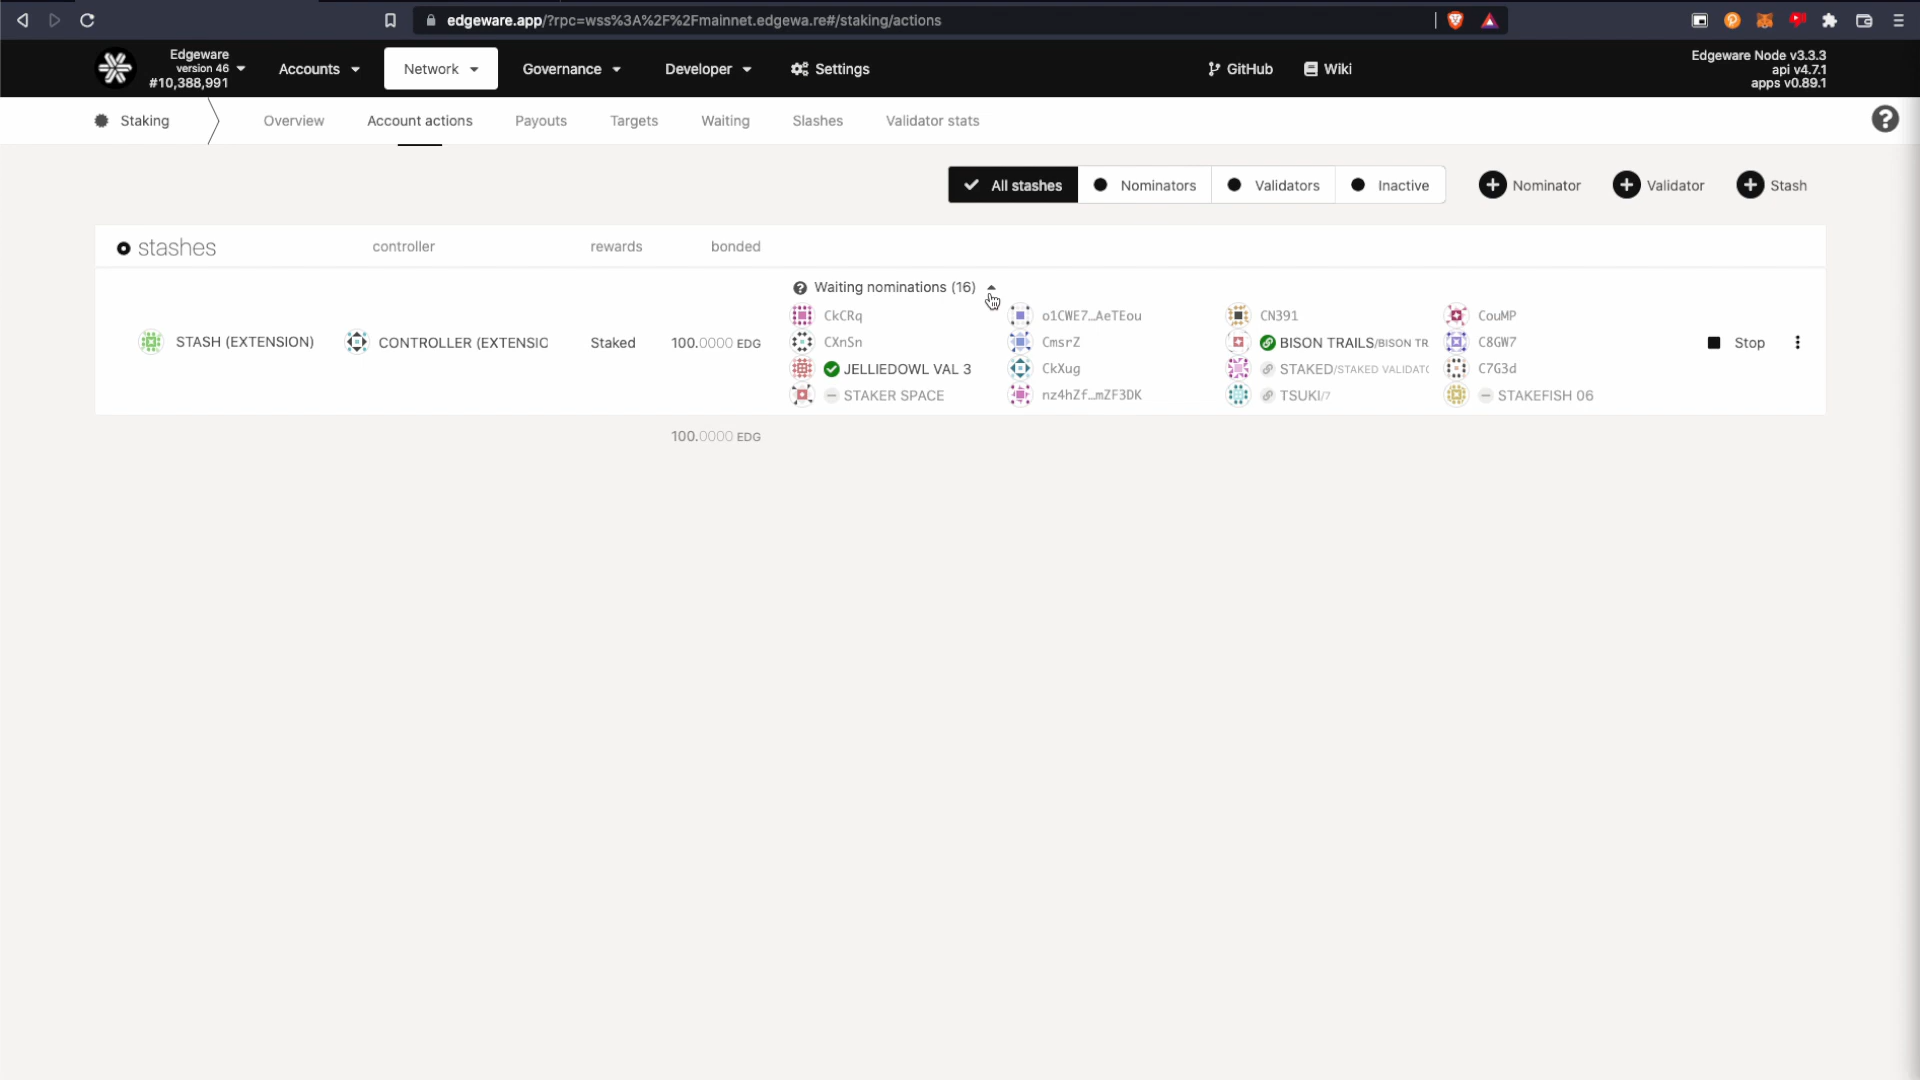 edgeware.app/?rpc=wss%3A%2F%2Fmainnet.edgewa.re#/staking/actions
Edgeware
version 46
#10,388,991
Accounts
Network
Governance
Developer
Settings
GitHub
Wiki
Edgeware Node v3.3.3
api v4.7.1
apps v0.89.1
Staking
Overview
Account actions
Payouts
Targets
Waiting
Slashes
Validator stats
All stashes
Nominators
Validators
Inactive
Nominator
Validator
Stash
stashes
controller
rewards
bonded
Waiting nominations (16)
STASH (EXTENSION)
CONTROLLER (EXTENSIO
Staked
100.0000 EDG
CkCRq
o1CWE7…AeTEou
CN391
CouMP
CXnSn
CmsrZ
BISON TRAILS/BISON TR
C8GW7
JELLIEDOWL VAL 3
CkXug
STAKED/STAKED VALIDATO
C7G3d
STAKER SPACE
nz4hZf…mZF3DK
TSUKI/7
STAKEFISH 06
Stop
100.0000 EDG